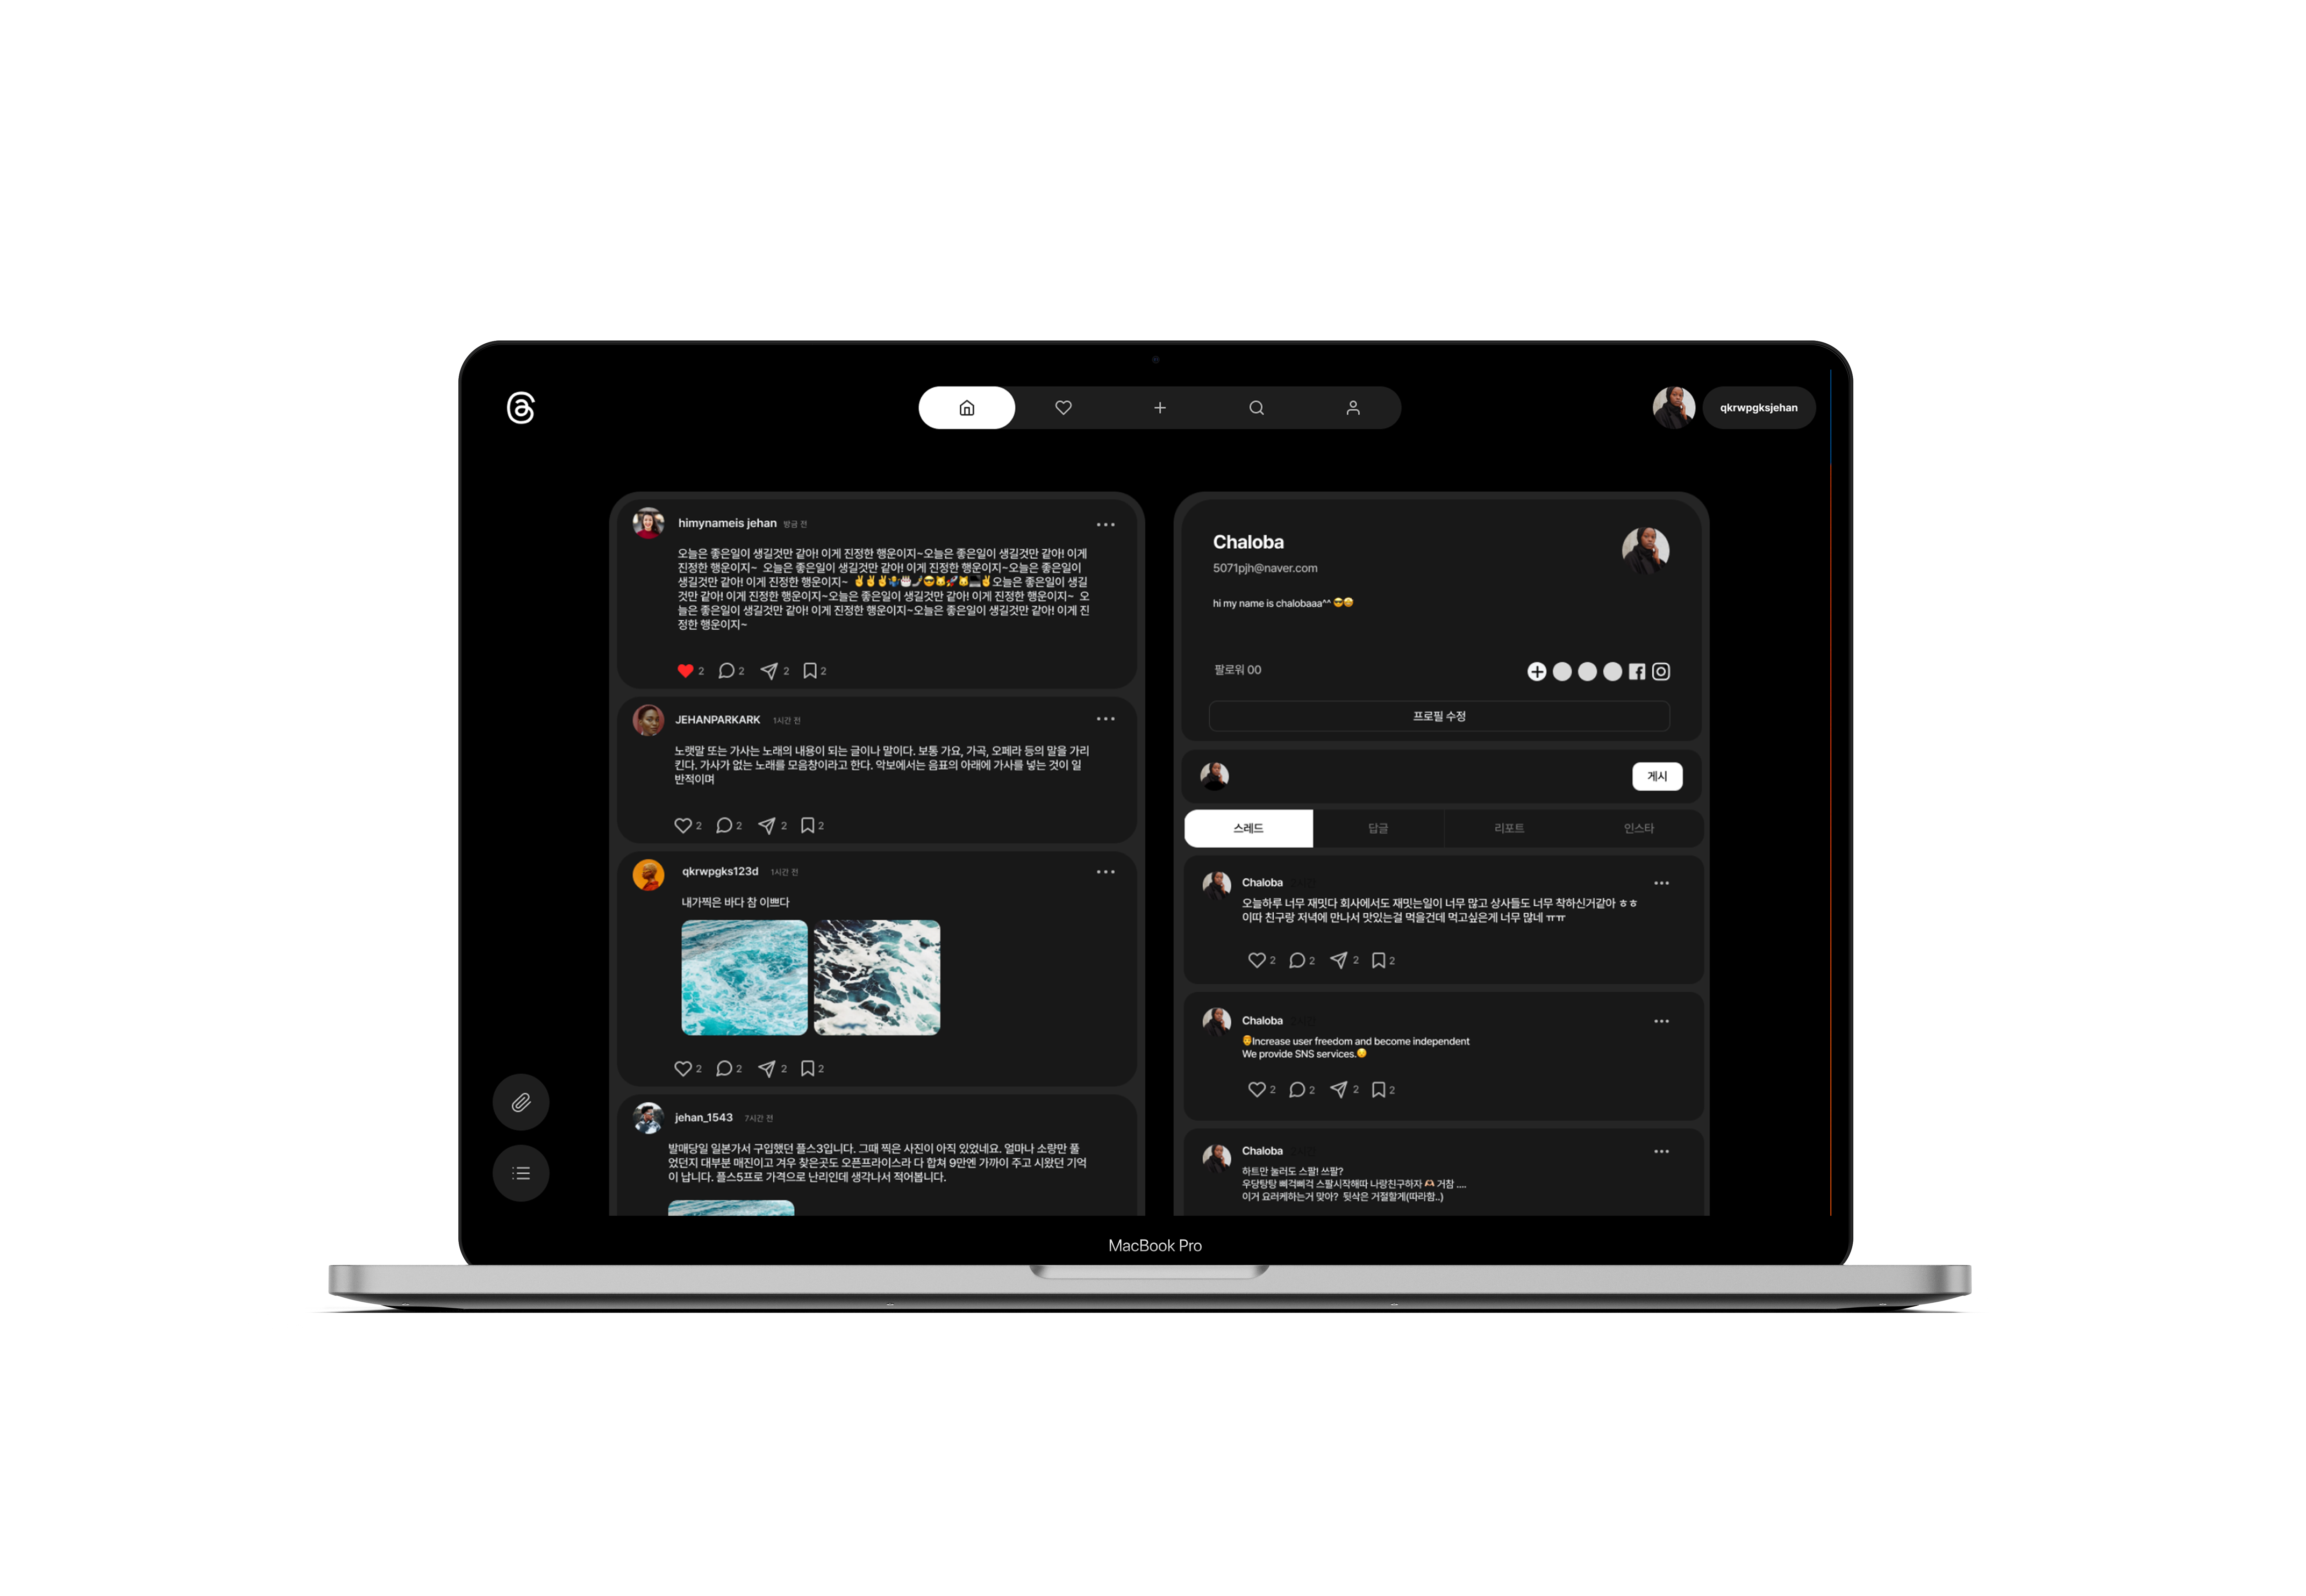 qkrwpgksjehan
himynameis jehan 방금 전
오늘은 좋은일이 생길것만 같아! 이게 진정한 행운이지~오늘은 좋은일이 생길것만 같아! 이게
진정한 행운이지~ 오늘은 좋은일이 생길것만 같아! 이게 진정한 행운이지~오늘은 좋은일이
생길것만 같아! 이게 진정한 행운이지~ 오늘은 좋은일이 생길
것만 같아! 이게 진정한 행운이지~오늘은 좋은일이 생길것만 같아! 이게 진정한 행운이지~ 오
늘은 좋은일이 생길것만 같아! 이게 진정한 행운이지~오늘은 좋은일이 생길것만 같아! 이게 진
정한 행운이지~
2 2 2 2
JEHANPARKARK 1시간 전
노랫말 또는 가사는 노래의 내용이 되는 글이나 말이다. 보통 가요, 가곡, 오페라 등의 말을 가리
킨다. 가사가 없는 노래를 모음창이라고 한다. 악보에서는 음표의 아래에 가사를 넣는 것이 일
반적이며
2 2 2 2
qkrwpgks123d 1시간 전
내가찍은 바다 참 이쁘다
2 2 2 2
jehan_1543 7시간 전
발매당일 일본가서 구입했던 플스3입니다. 그때 찍은 사진이 아직 있었네요. 얼마나 소량만 풀
었던지 대부분 매진이고 겨우 찾은곳도 오픈프라이스라 다 합쳐 9만엔 가까이 주고 시왔던 기억
이 납니다. 플스5프로 가격으로 난리인데 생각나서 적어봅니다.
Chaloba
5071pjh@naver.com
hi my name is chalobaaa^^ 😎🤩
팔로워 00
프로필 수정
게시
스레드 답글 리포트 인스타
Chaloba
오늘하루 너무 재밋다 회사에서도 재밋는일이 너무 많고 상사들도 너무 착하신거같아 ㅎㅎ
이따 친구랑 저녁에 만나서 맛있는걸 먹을건데 먹고싶은게 너무 많네 ㅠㅠ
2 2 2 2
Chaloba
Increase user freedom and become independent
We provide SNS services.
2 2 2 2
Chaloba
하트만 눌러도 스팔! 쓰팔?
우당탕탕 삐걱삐걱 스팔시작해따 나랑친구하자 🫶🏻 거참 ....
이거 요러케하는거 맞아? 뒷삭은 거절할게(따라함..)
MacBook Pro